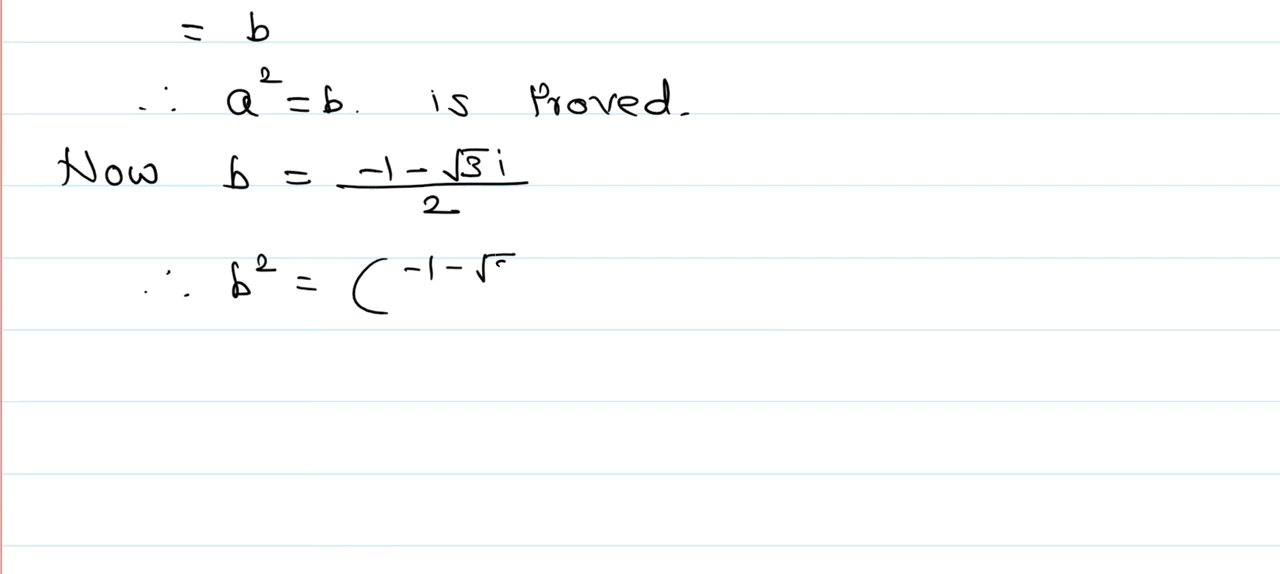 = b
∴ a² = b. is Proved.
Now b = (-1 - √3 i)/2
∴ b² = ( -1 - √